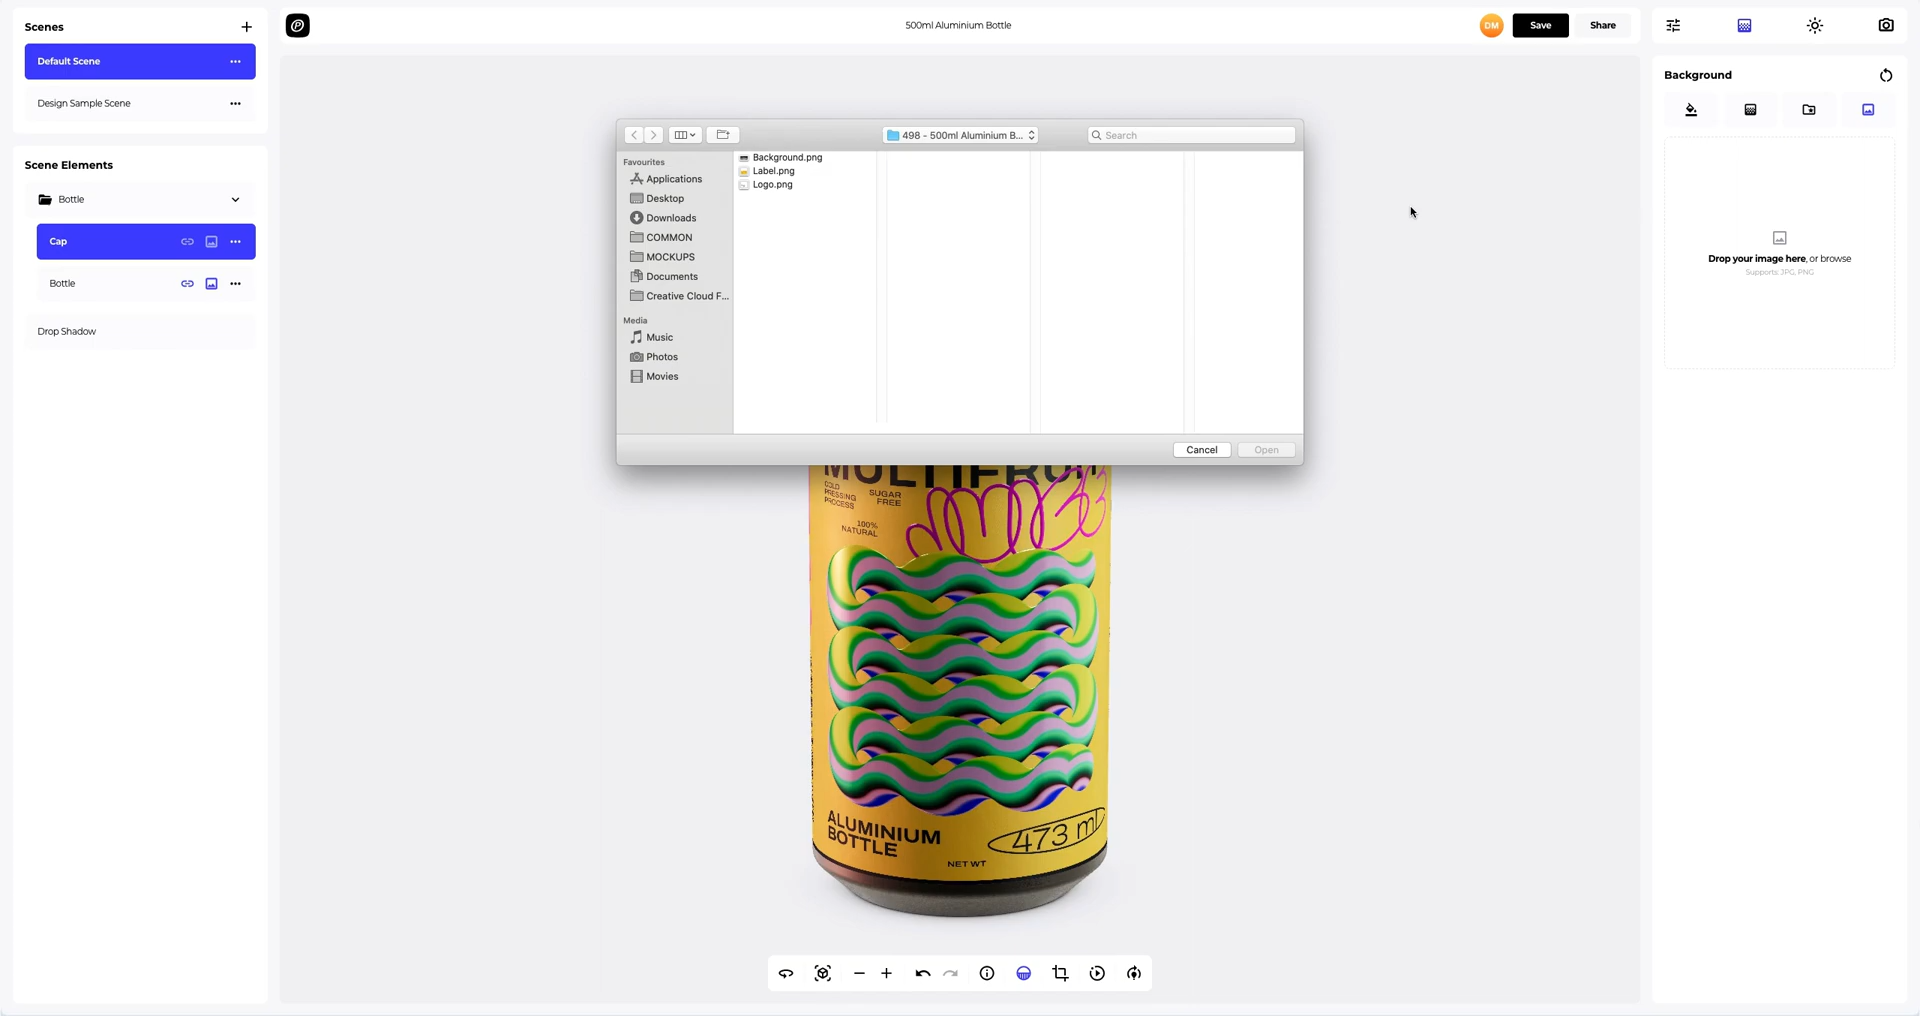 Scenes
Default Scene
Design Sample Scene
Scene Elements
Bottle
Cap
Bottle
Drop Shadow
500ml Aluminium Bottle
DM
Save
Share
498 - 500ml Aluminium B...
Search
Favourites
Applications
Desktop
Downloads
COMMON
MOCKUPS
Documents
Creative Cloud F...
Media
Music
Photos
Movies
Background.png
Label.png
Logo.png
Cancel
Open
COLD
PRESSING
PROCESS
SUGAR
FREE
100%
NATURAL
ALUMINIUM
BOTTLE
473 ml
NET WT
Background
Drop your image here, or browse
Supports: JPG, PNG